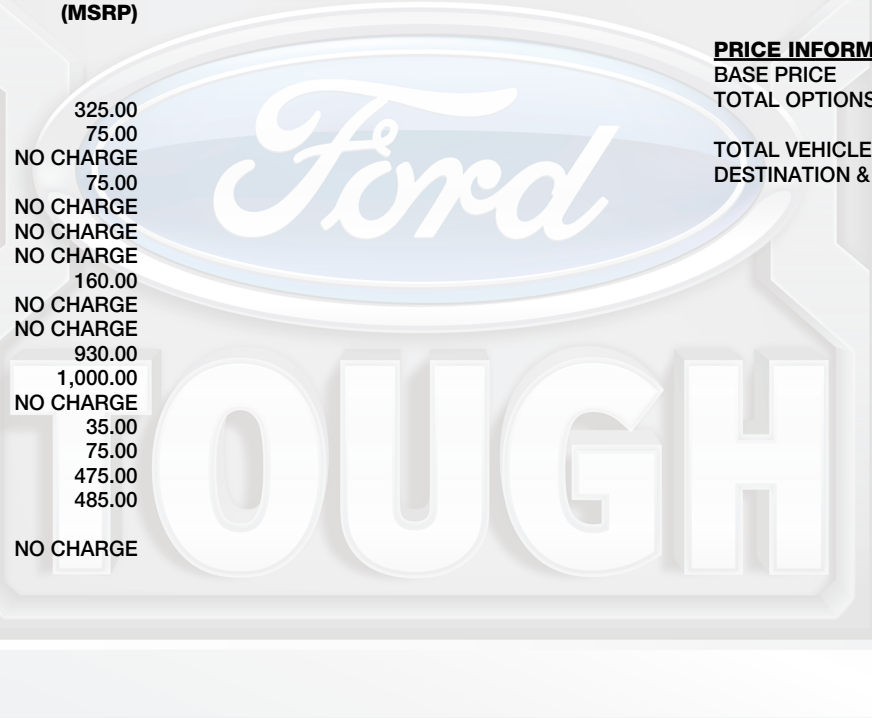 (MSRP)
325.00
75.00
NO CHARGE
75.00
NO CHARGE
NO CHARGE
NO CHARGE
160.00
NO CHARGE
NO CHARGE
930.00
1,000.00
NO CHARGE
35.00
75.00
475.00
485.00
NO CHARGE
PRICE INFORM
BASE PRICE
TOTAL OPTIONS
TOTAL VEHICLE
DESTINATION &
Ford
TOUGH